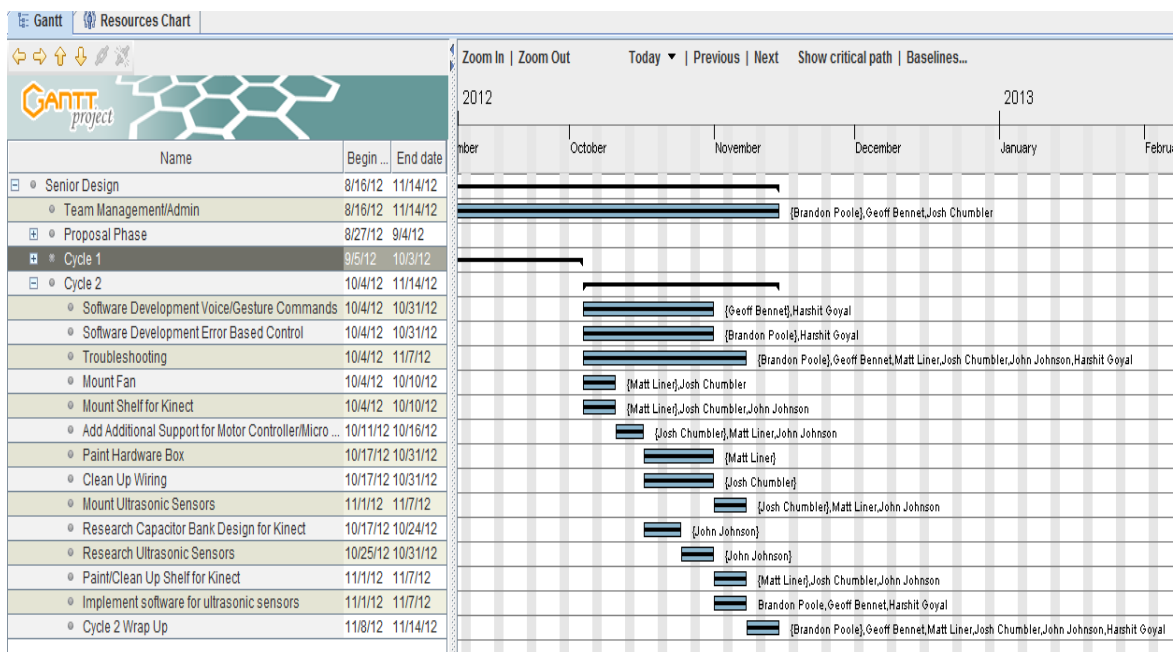 Gantt Resources Chart
Zoom In | Zoom Out Today ▼ | Previous | Next Show critical path | Baselines...
GANTT project
2012 2013
Name Begin ... End date mber October November December January Februa
Senior Design 8/16/12 11/14/12
Team Management/Admin 8/16/12 11/14/12 {Brandon Poole},Geoff Bennet,Josh Chumbler
Proposal Phase 8/27/12 9/4/12
Cycle 1 9/5/12 10/3/12
Cycle 2 10/4/12 11/14/12
Software Development Voice/Gesture Commands 10/4/12 10/31/12 {Geoff Bennet},Harshit Goyal
Software Development Error Based Control 10/4/12 10/31/12 {Brandon Poole},Harshit Goyal
Troubleshooting 10/4/12 11/7/12 {Brandon Poole},Geoff Bennet,Matt Liner,Josh Chumbler,John Johnson,Harshit Goyal
Mount Fan 10/4/12 10/10/12 {Matt Liner},Josh Chumbler
Mount Shelf for Kinect 10/4/12 10/10/12 {Matt Liner},Josh Chumbler,John Johnson
Add Additional Support for Motor Controller/Micro ... 10/11/12 10/16/12 {Josh Chumbler},Matt Liner,John Johnson
Paint Hardware Box 10/17/12 10/31/12 {Matt Liner}
Clean Up Wiring 10/17/12 10/31/12 {Josh Chumbler}
Mount Ultrasonic Sensors 11/1/12 11/7/12 {Josh Chumbler},Matt Liner,John Johnson
Research Capacitor Bank Design for Kinect 10/17/12 10/24/12 {John Johnson}
Research Ultrasonic Sensors 10/25/12 10/31/12 {John Johnson}
Paint/Clean Up Shelf for Kinect 11/1/12 11/7/12 {Matt Liner},Josh Chumbler,John Johnson
Implement software for ultrasonic sensors 11/1/12 11/7/12 Brandon Poole,Geoff Bennet,Harshit Goyal
Cycle 2 Wrap Up 11/8/12 11/14/12 {Brandon Poole},Geoff Bennet,Matt Liner,Josh Chumbler,John Johnson,Harshit Goyal